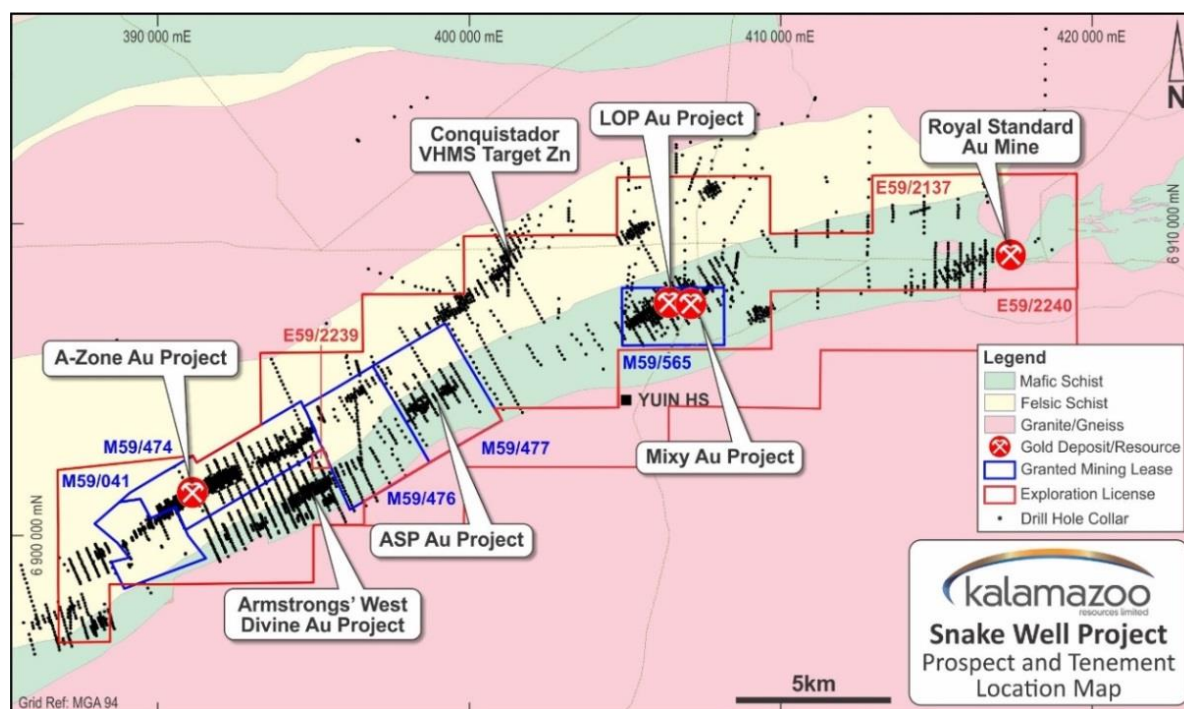 390 000 mE
400 000 mE
410 000 mE
420 000 mE
N
Conquistador
VHMS Target Zn
LOP Au Project
Royal Standard
Au Mine
E59/2137
6 910 000 mN
A-Zone Au Project
E59/2239
E59/2240
M59/565
YUIN HS
M59/474
M59/041
M59/477
M59/476
Mixy Au Project
ASP Au Project
6 900 000 mN
Armstrongs' West
Divine Au Project
Legend
Mafic Schist
Felsic Schist
Granite/Gneiss
Gold Deposit/Resource
Granted Mining Lease
Exploration License
Drill Hole Collar
kalamazoo
resources limited
Snake Well Project
Prospect and Tenement
Location Map
5km
Grid Ref: MGA 94